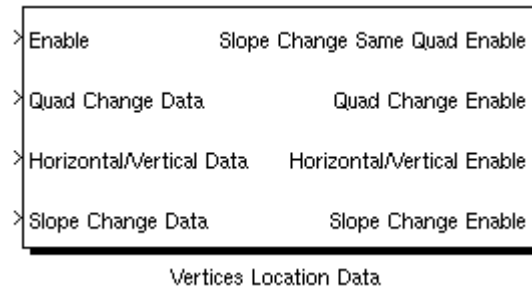 Enable Slope Change Same Quad Enable
Quad Change Data Quad Change Enable
Horizontal/Vertical Data Horizontal/Vertical Enable
Slope Change Data Slope Change Enable
Vertices Location Data